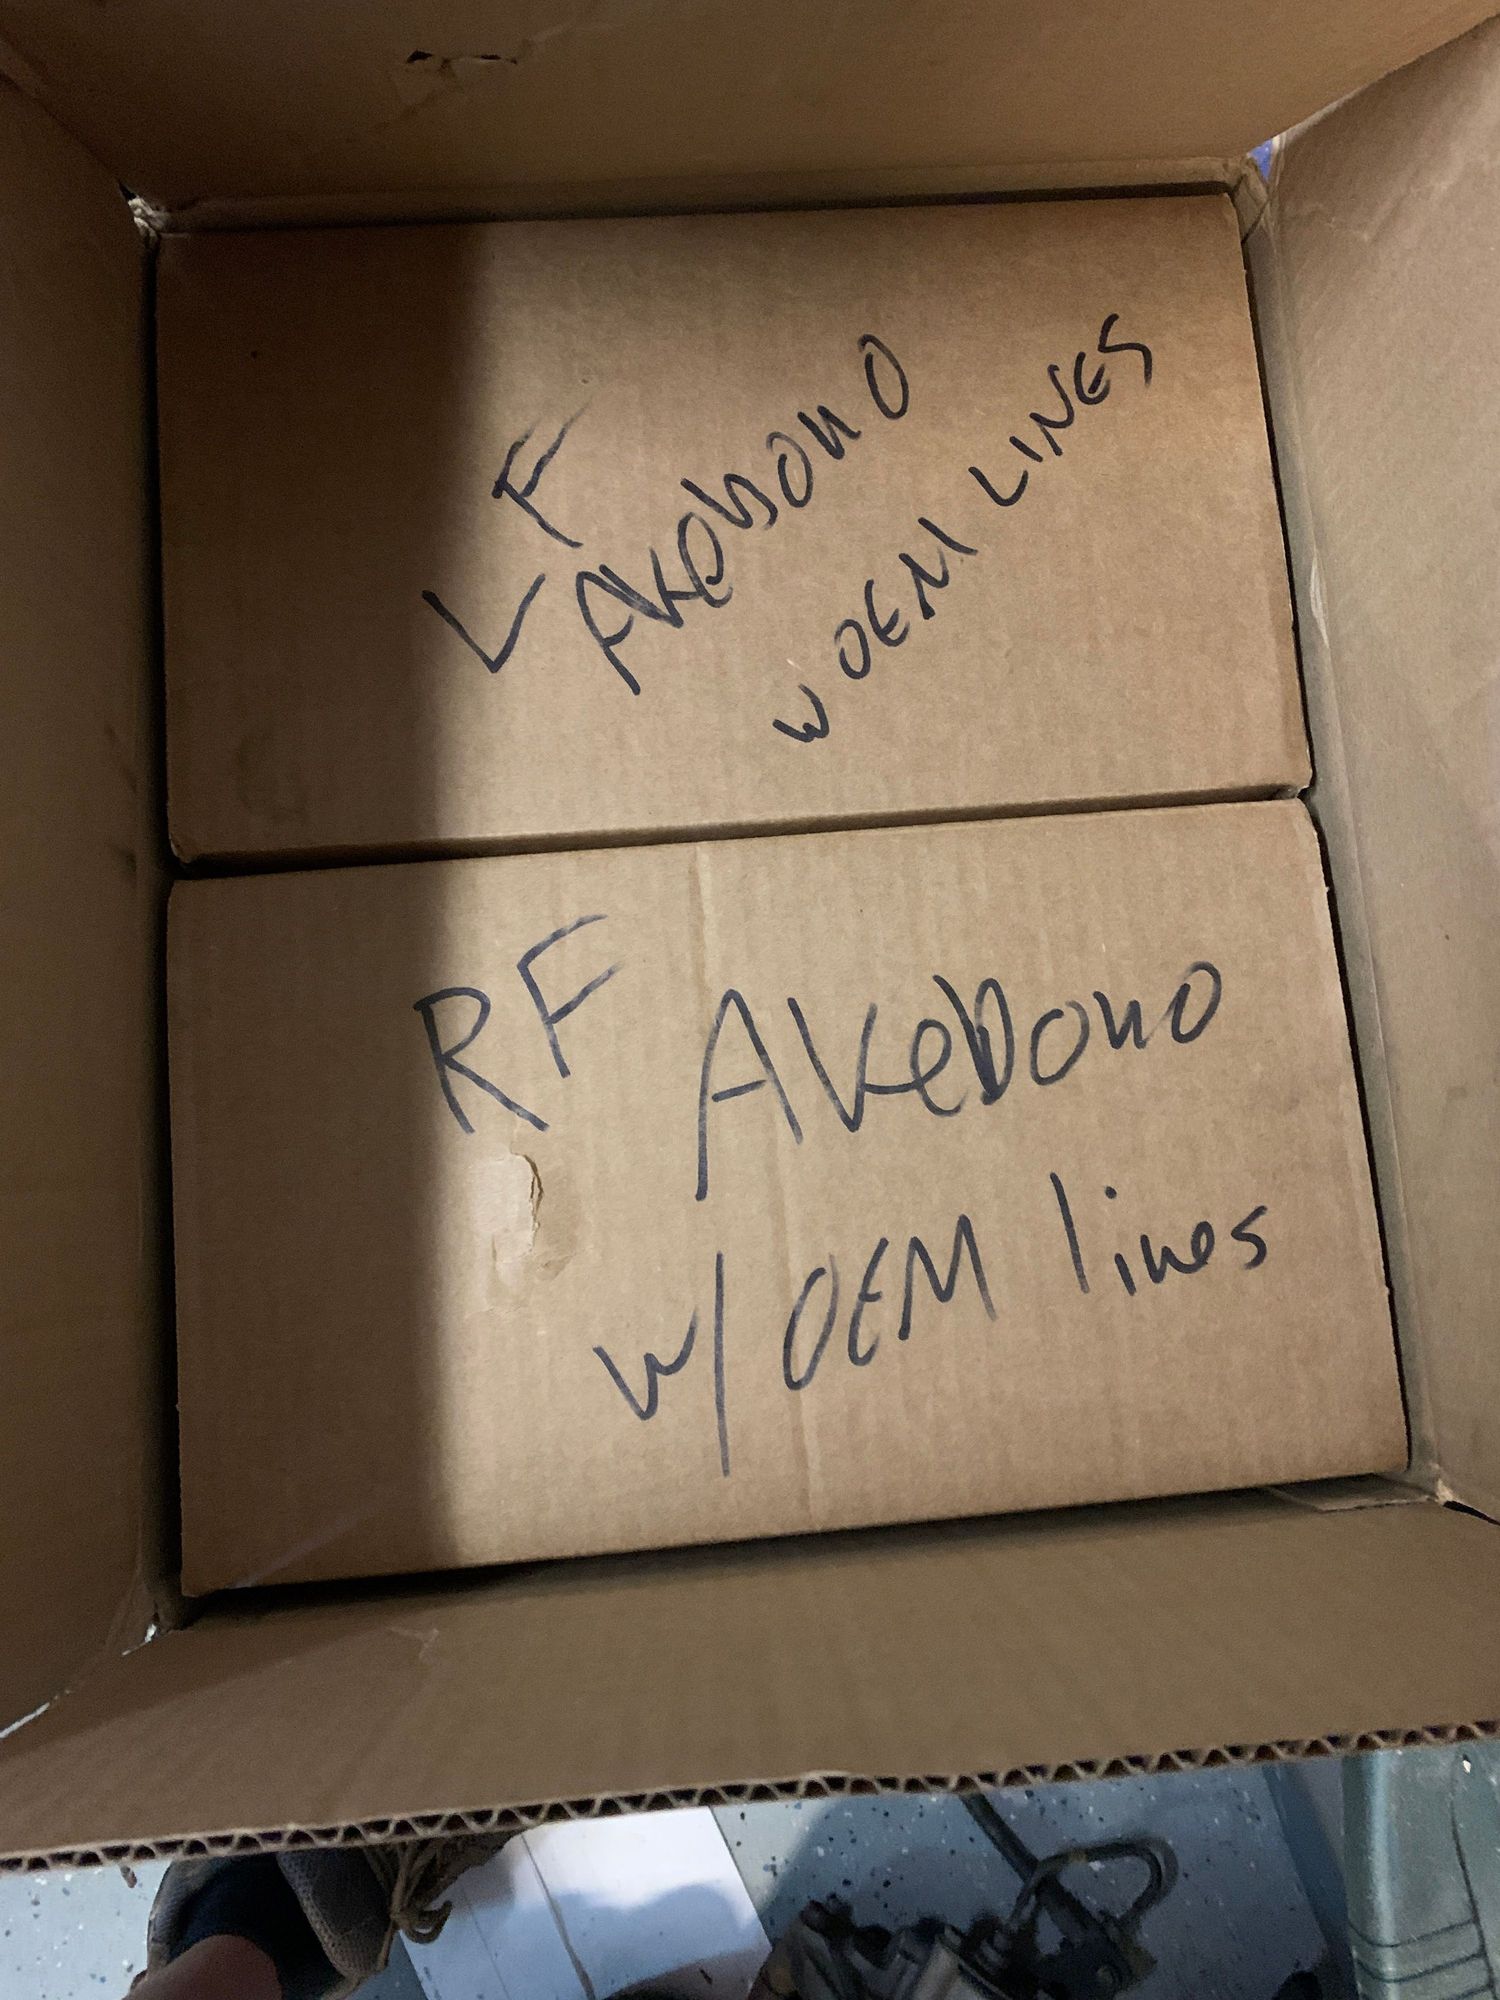 LF
Akebono
W OEM LINES
RF Akebono
w/ OEM lines